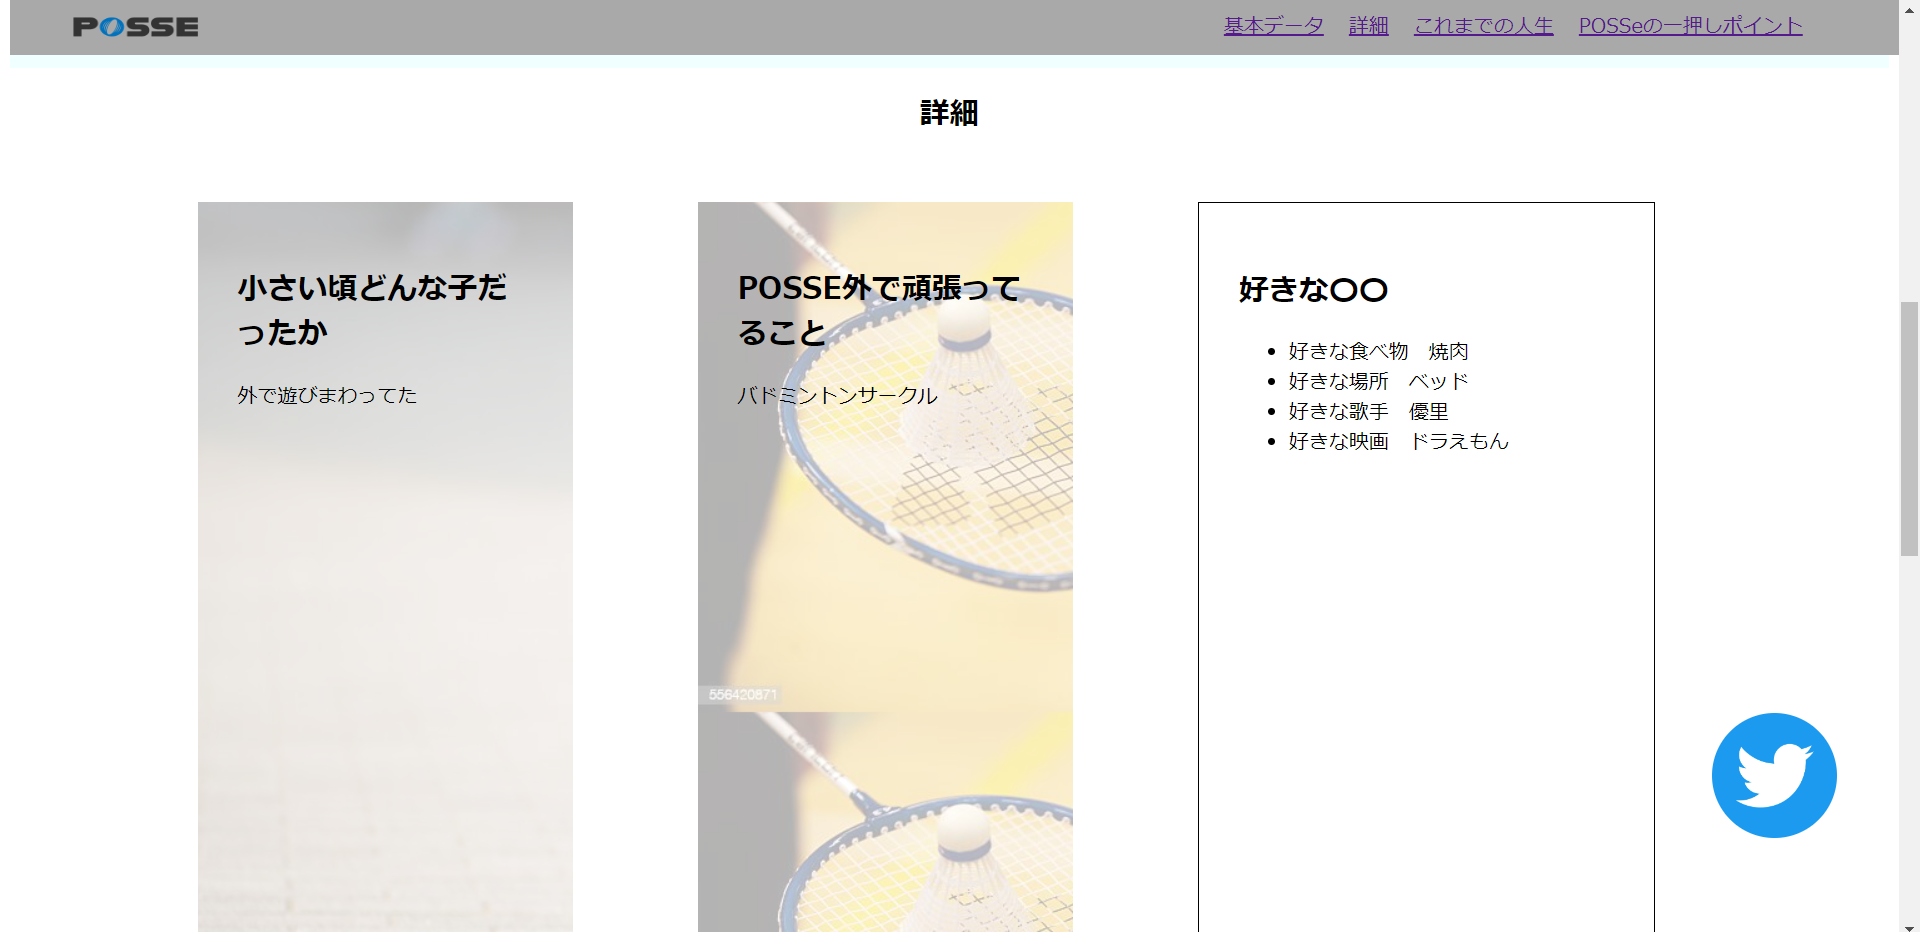 POSSE
基本データ 詳細 これまでの人生 POSSeの一押しポイント
詳細
小さい頃どんな子だ
ったか
外で遊びまわってた
POSSE外で頑張って
ること
バドミントンサークル
556420871
好きな〇〇
好きな食べ物　焼肉
好きな場所　ベッド
好きな歌手　優里
好きな映画　ドラえもん